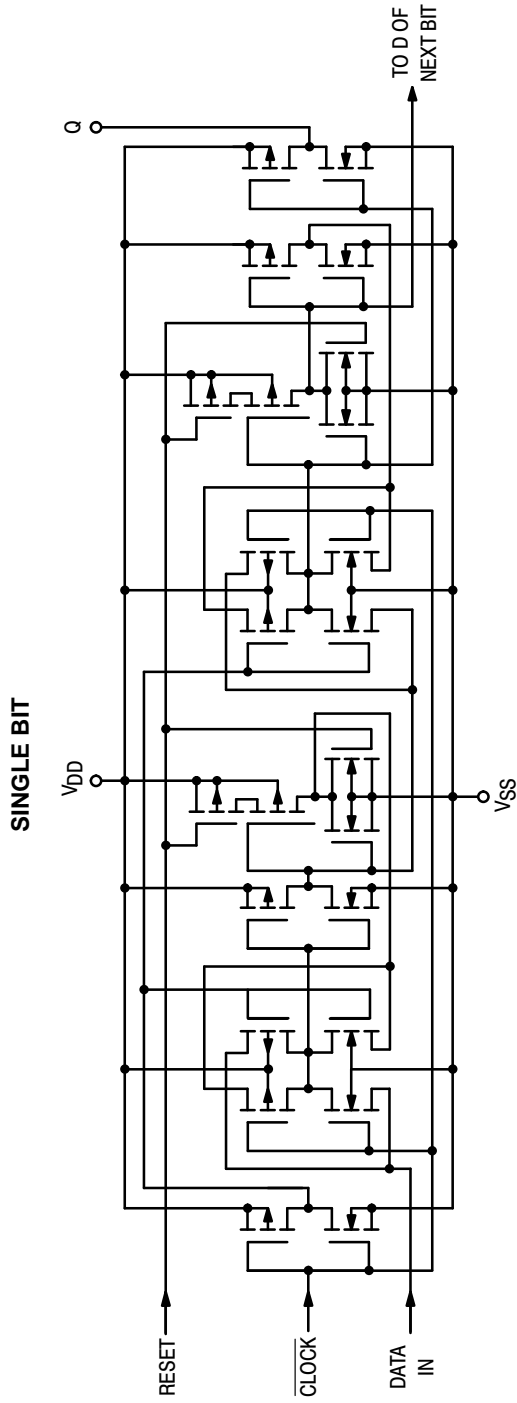 SINGLE BIT
VDD
Q
RESET
CLOCK
DATA
IN
TO D OF
NEXT BIT
VSS